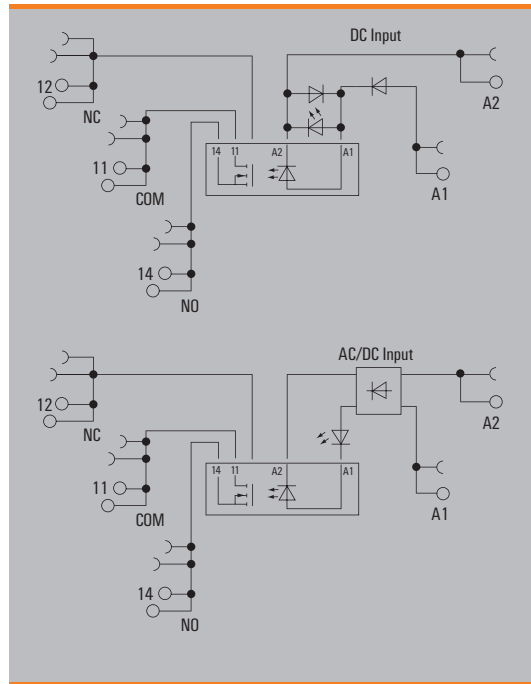 DC Input
12
NC
A2
11
COM
14 11 A2 A1
A1
14
NO
AC/DC Input
12
NC
A2
11
COM
14 11 A2 A1
A1
14
NO